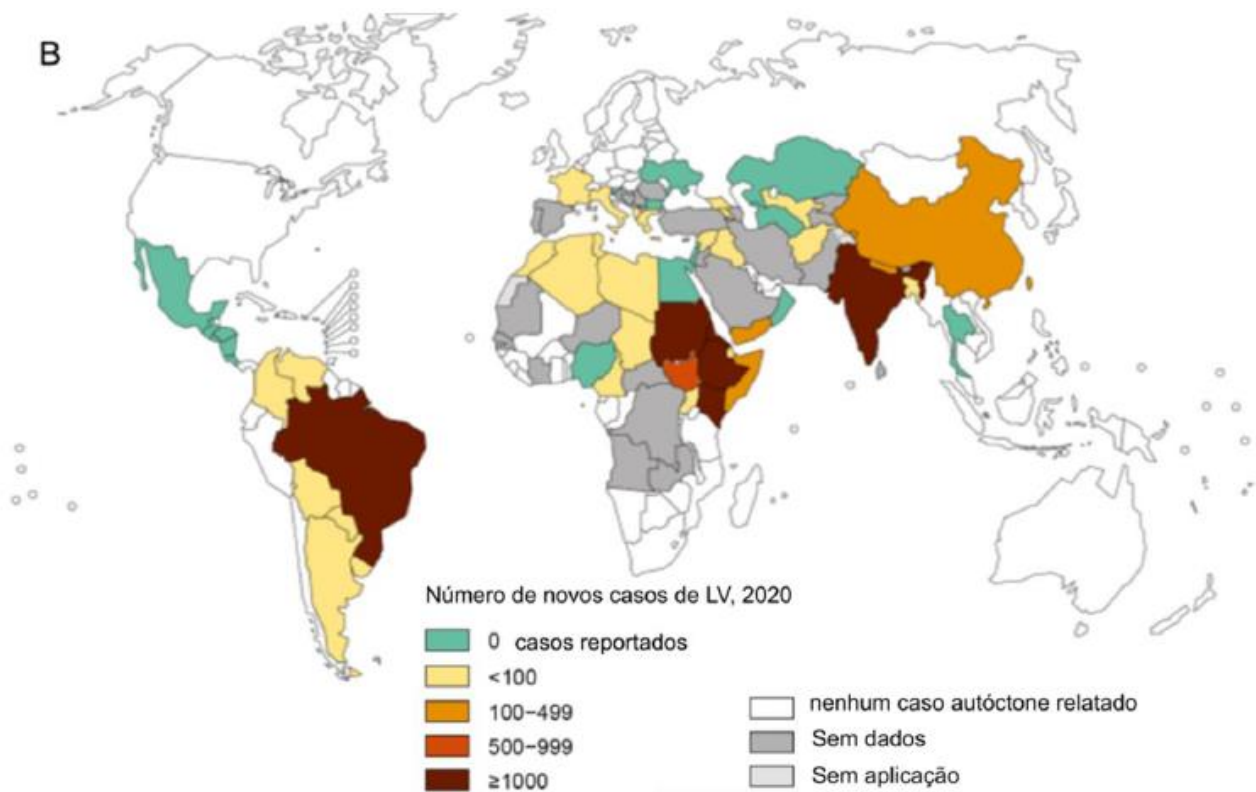 B
Número de novos casos de LV, 2020
0 casos reportados
<100
100−499
500−999
≥1000
nenhum caso autóctone relatado
Sem dados
Sem aplicação